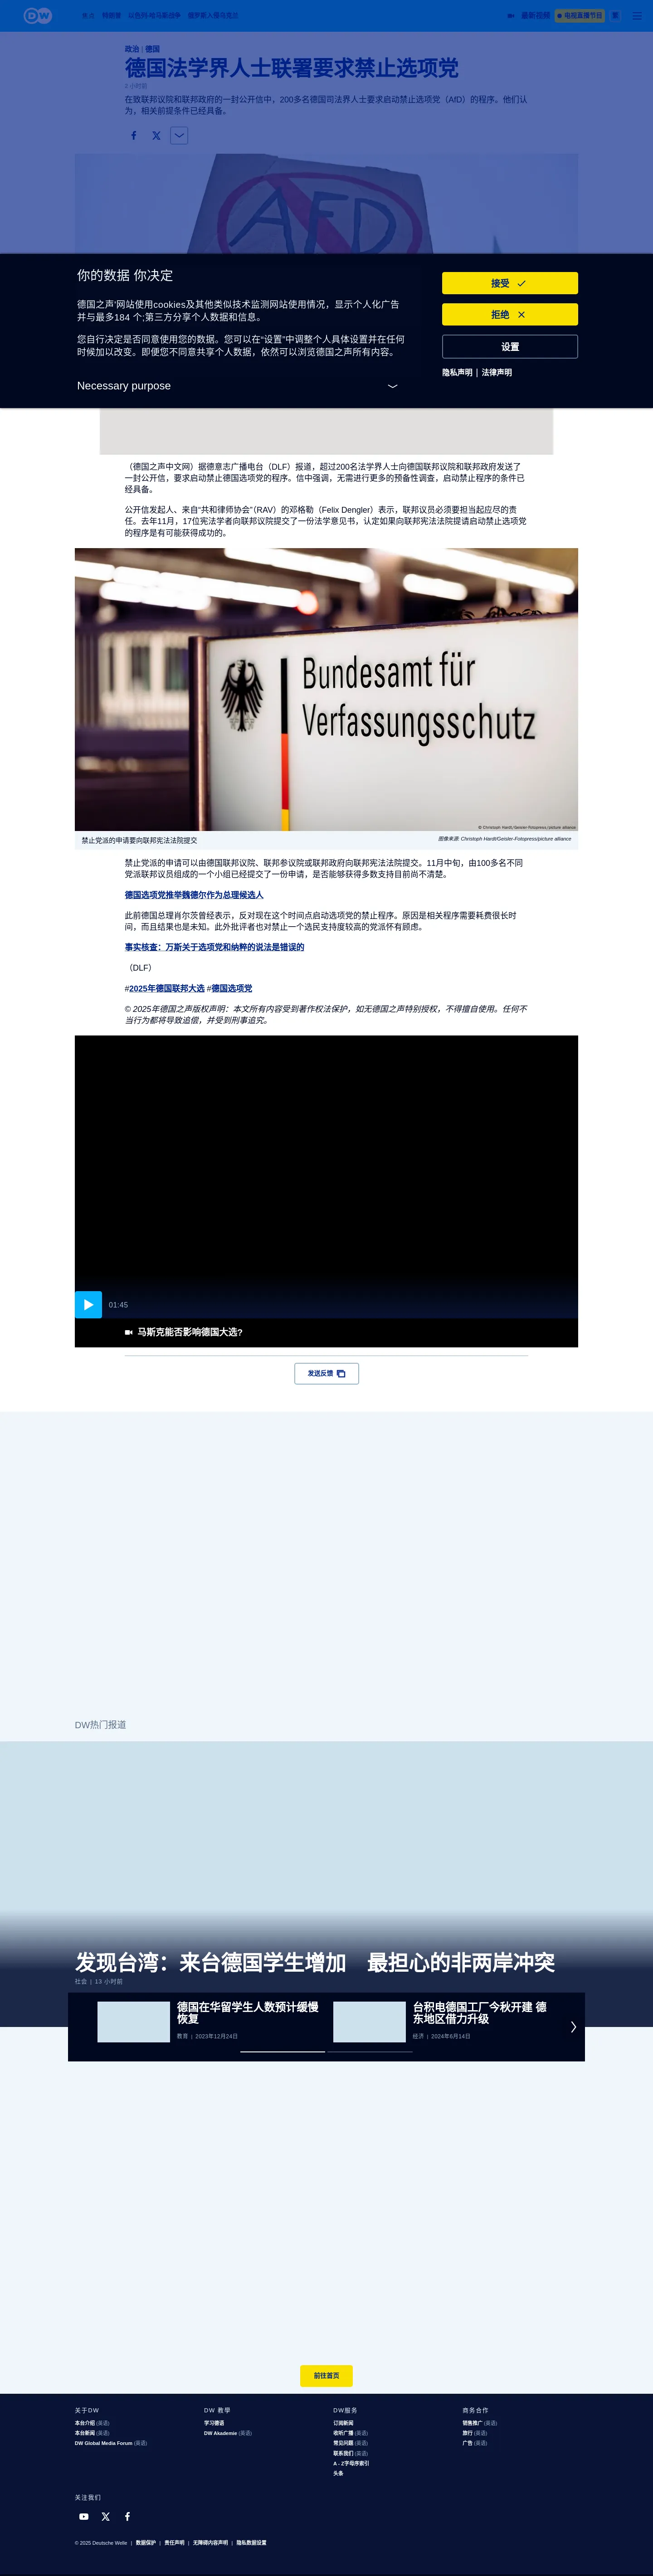 DW
德国法学界人士联署要求禁止选项党
政治 | 德国
2 小时前
在致联邦议院和联邦政府的一封公开信中，200多名德国司法界人士要求启动禁止选项党（AfD）的程序。他们认
为，相关前提条件已经具备。
AFD
你的数据 你决定
德国之声'网站使用cookies及其他类似技术监测网站使用情况，显示个人化广告
并与最多184 个;第三方分享个人数据和信息。
您自行决定是否同意使用您的数据。您可以在“设置”中调整个人具体设置并在任何
时候加以改变。即便您不同意共享个人数据，依然可以浏览德国之声所有内容。
Necessary purpose
接受
拒绝
设置
隐私声明 | 法律声明
（德国之声中文网）据德意志广播电台（DLF）报道，超过200名法学界人士向德国联邦议院和联邦政府发送了
一封公开信，要求启动禁止德国选项党的程序。信中强调，无需进行更多的预备性调查，启动禁止程序的条件已
经具备。
公开信发起人、来自“共和律师协会”（RAV）的邓格勒（Felix Dengler）表示，联邦议员必须要担当起应尽的责
任。去年11月，17位宪法学者向联邦议院提交了一份法学意见书，认定如果向联邦宪法法院提请启动禁止选项党
的程序是有可能获得成功的。
Bundesamt für
Verfassungsschutz
© Christoph Hardt/Geisler-Fotopress/picture alliance
禁止党派的申请要向联邦宪法法院提交
图像来源: Christoph Hardt/Geisler-Fotopress/picture alliance
禁止党派的申请可以由德国联邦议院、联邦参议院或联邦政府向联邦宪法法院提交。11月中旬，由100多名不同
党派联邦议员组成的一个小组已经提交了一份申请，是否能够获得多数支持目前尚不清楚。
德国选项党推举魏德尔作为总理候选人
此前德国总理肖尔茨曾经表示，反对现在这个时间点启动选项党的禁止程序。原因是相关程序需要耗费很长时
间，而且结果也是未知。此外批评者也对禁止一个选民支持度较高的党派怀有顾虑。
事实核查：万斯关于选项党和纳粹的说法是错误的
（DLF）
#2025年德国联邦大选 #德国选项党
© 2025年德国之声版权声明：本文所有内容受到著作权法保护，如无德国之声特别授权，不得擅自使用。任何不
当行为都将导致追偿，并受到刑事追究。
01:45
马斯克能否影响德国大选?
发送反馈
DW热门报道
发现台湾：来台德国学生增加　最担心的非两岸冲突
社会 | 13 小时前
德国在华留学生人数预计缓慢
恢复
教育 | 2023年12月24日
台积电德国工厂今秋开建 德
东地区借力升级
经济 | 2024年6月14日
前往首页
关于DW
本台介绍 (英语)
本台新闻 (英语)
DW Global Media Forum (英语)
DW 教學
学习德语
DW Akademie (英语)
DW服务
订阅新闻
收听广播 (英语)
常见问题 (英语)
联系我们 (英语)
A - Z字母序索引
头条
商务合作
销售推广 (英语)
旅行 (英语)
广告 (英语)
关注我们
© 2025 Deutsche Welle | 数据保护 | 责任声明 | 无障碍内容声明 | 隐私数据设置